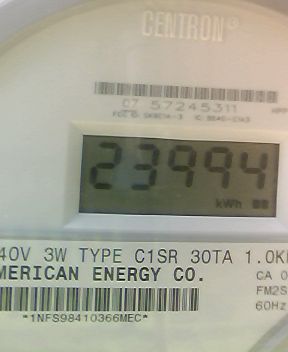 CENTRON®
C7 57245311
23994
kWh
40V 3W TYPE C1SR 30TA 1.0K
MERICAN ENERGY CO.
CA 0
FM2S
60Hz
*1NFS98410366MEC*